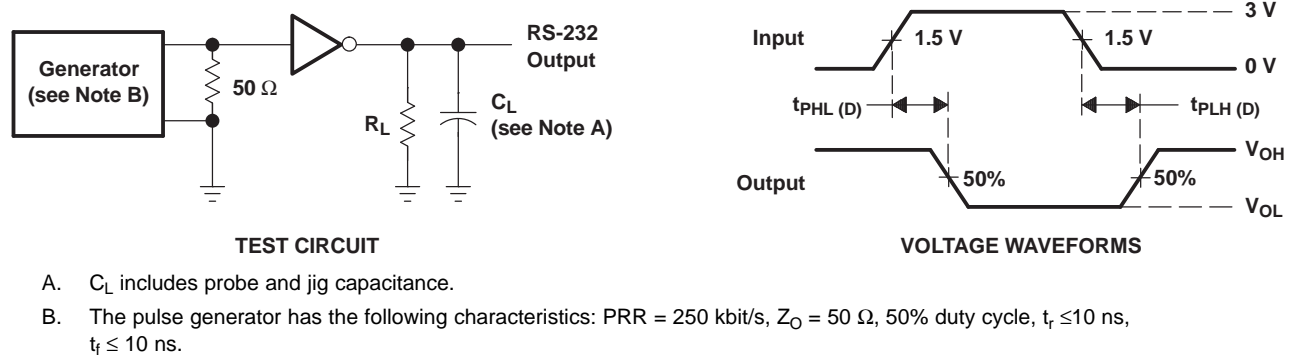 Generator
(see Note B)
50 Ω
RS-232
Output
R_L
C_L
(see Note A)
TEST CIRCUIT
Input
1.5 V
1.5 V
3 V
0 V
t_PHL (D)
t_PLH (D)
Output
50%
50%
V_OH
V_OL
VOLTAGE WAVEFORMS
A. C_L includes probe and jig capacitance.
B. The pulse generator has the following characteristics: PRR = 250 kbit/s, Z_O = 50 Ω, 50% duty cycle, t_r ≤10 ns,
t_f ≤ 10 ns.